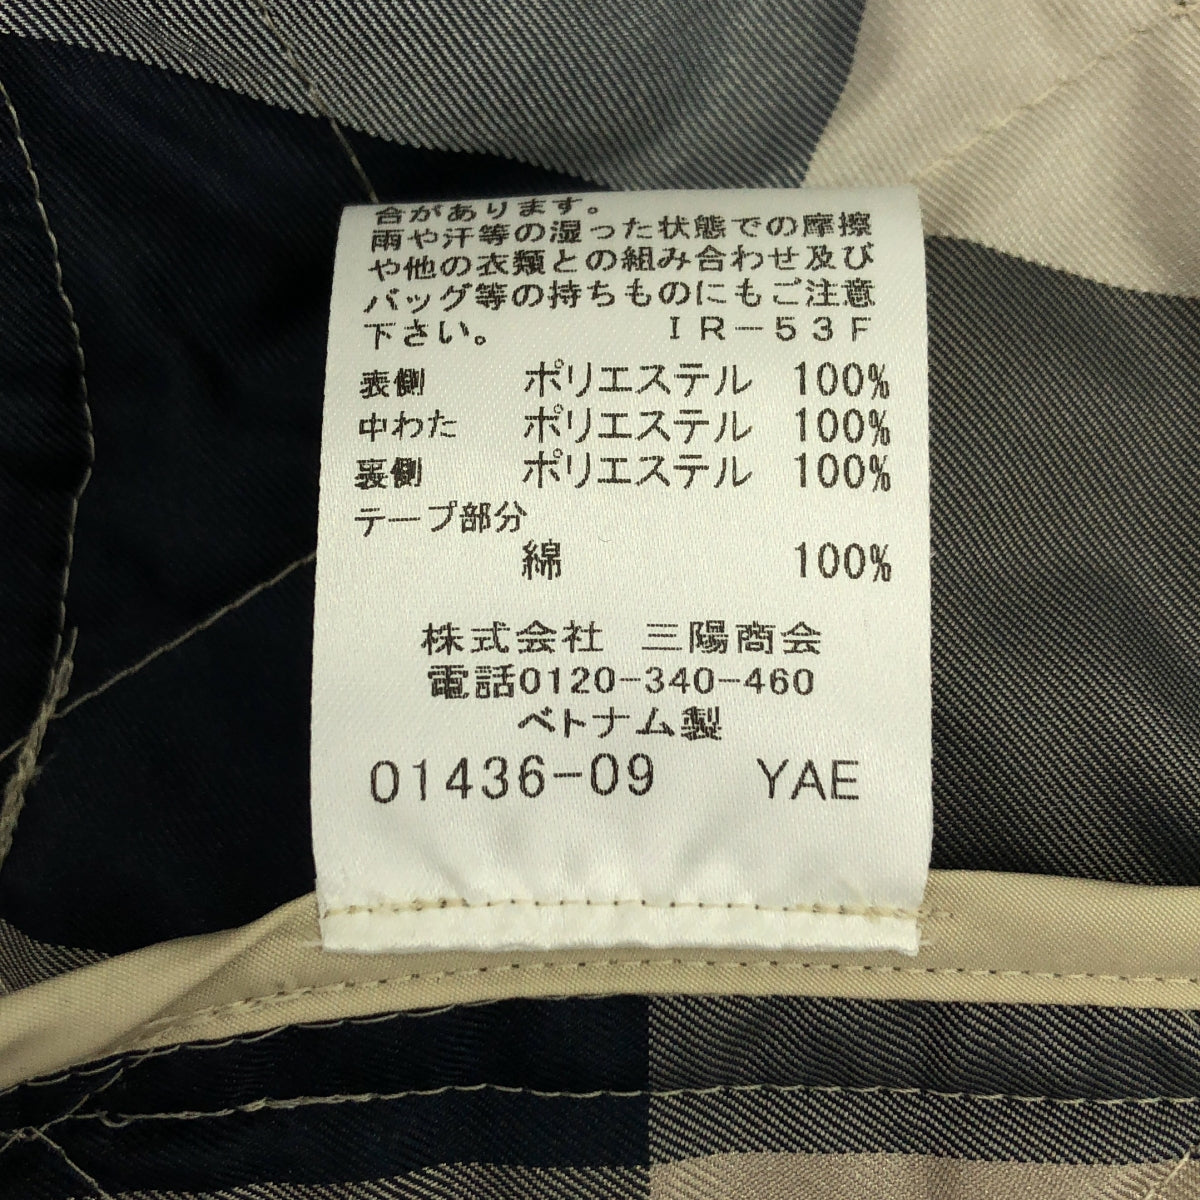 合があります。
雨や汗等の湿った状態での摩擦
や他の衣類との組み合わせ及び
バッグ等の持ちものにもご注意
下さい。 IR-53F
表側 ポリエステル 100%
中わた ポリエステル 100%
裏側 ポリエステル 100%
テープ部分
綿 100%
株式会社 三陽商会
電話0120-340-460
ベトナム製
01436-09 YAE